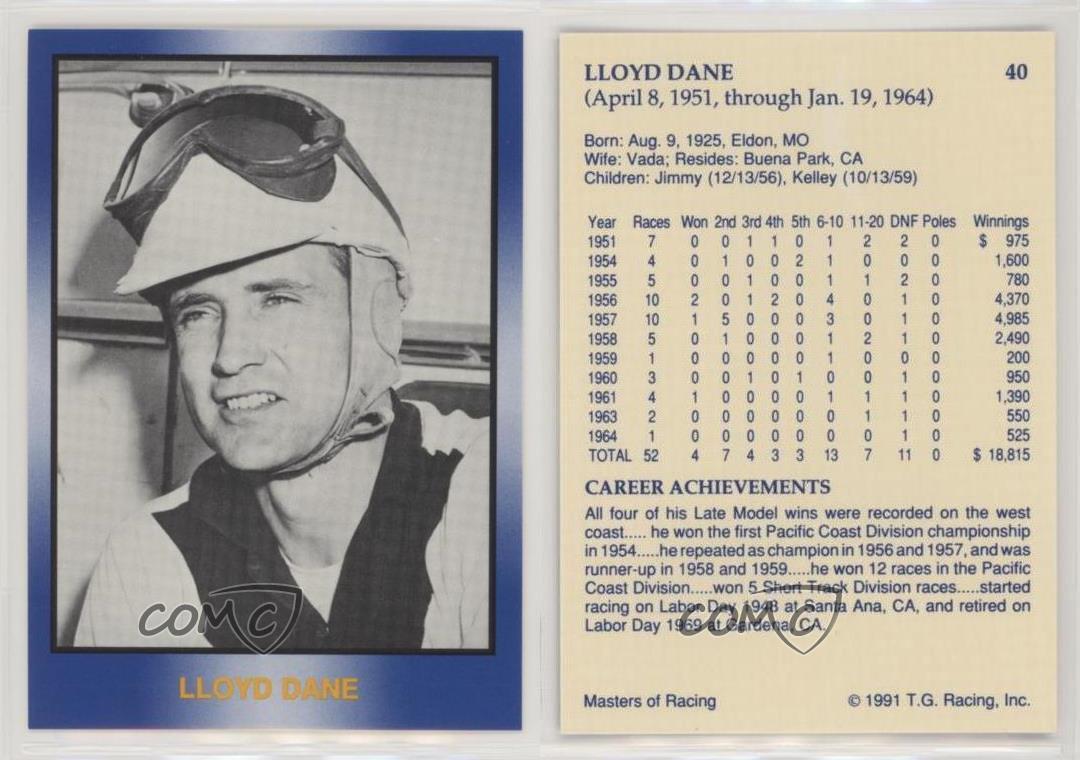 LLOYD DANE
COMC
LLOYD DANE 40
(April 8, 1951, through Jan. 19, 1964)
Born: Aug. 9, 1925, Eldon, MO
Wife: Vada; Resides: Buena Park, CA
Children: Jimmy (12/13/56), Kelley (10/13/59)
Year Races Won 2nd 3rd 4th 5th 6-10 11-20 DNF Poles Winnings
1951 7 0 0 1 1 0 1 2 2 0 $ 975
1954 4 0 1 0 0 2 1 0 0 0 1,600
1955 5 0 0 1 0 0 1 1 2 0 780
1956 10 2 0 1 2 0 4 0 1 0 4,370
1957 10 1 5 0 0 0 3 0 1 0 4,985
1958 5 0 1 0 0 0 1 2 1 0 2,490
1959 1 0 0 0 0 0 1 0 0 0 200
1960 3 0 0 1 0 1 0 0 1 0 950
1961 4 1 0 0 0 0 1 1 1 0 1,390
1963 2 0 0 0 0 0 0 1 1 0 550
1964 1 0 0 0 0 0 0 0 1 0 525
TOTAL 52 4 7 4 3 3 13 7 11 0 $ 18,815
CAREER ACHIEVEMENTS
All four of his Late Model wins were recorded on the west
coast..... he won the first Pacific Coast Division championship
in 1954.....he repeated as champion in 1956 and 1957, and was
runner-up in 1958 and 1959.....he won 12 races in the Pacific
Coast Division.....won 5 Short Track Division races.....started
racing on Labor Day 1948 at Santa Ana, CA, and retired on
Labor Day 1969 at Gardena, CA.
COMC
Masters of Racing © 1991 T.G. Racing, Inc.